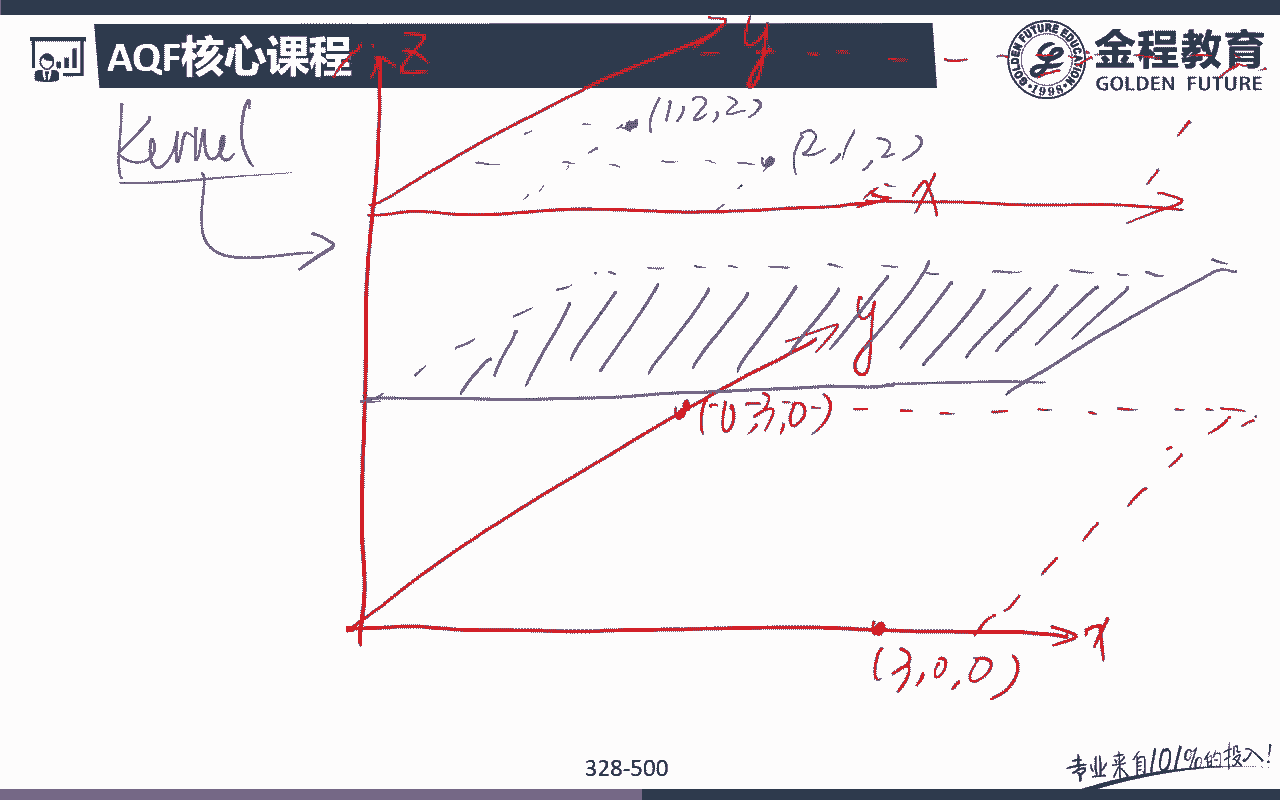 AQF核心课程
金程教育
GOLDEN FUTURE
GOLDEN FUTURE EDUCATION
1998
Kernel
z
y
(1,2,2)
(2,1,2)
x
y
(0,3,0)
x
(3,0,0)
328-500
专业来自101%的投入!